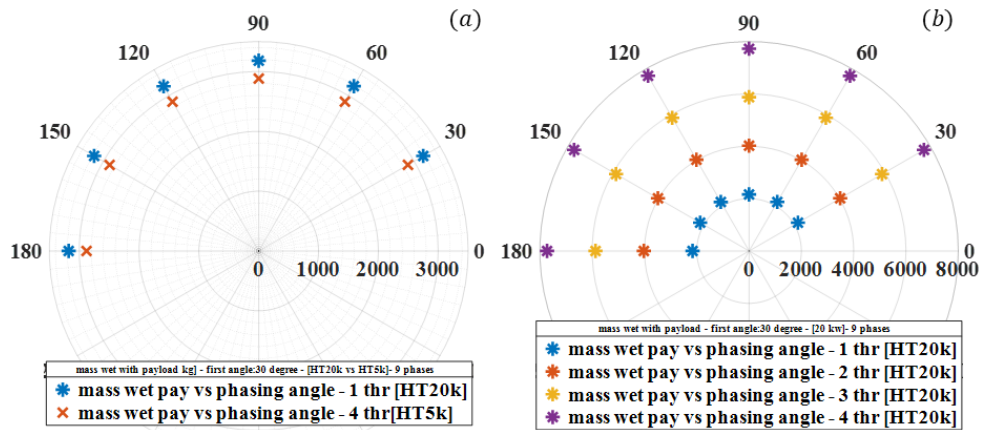 (a)
90
120
60
150
30
180
0
0
1000
2000
3000
mass wet with payload kg] - first angle:30 degree - [HT20k vs HT5k]- 9 phases
mass wet pay vs phasing angle - 1 thr [HT20k]
mass wet pay vs phasing angle - 4 thr[HT5k]
(b)
90
120
60
150
30
180
0
0
2000
4000
6000
8000
mass wet with payload - first angle:30 degree - [20 kw]- 9 phases
mass wet pay vs phasing angle - 1 thr [HT20k]
mass wet pay vs phasing angle - 2 thr [HT20k]
mass wet pay vs phasing angle - 3 thr [HT20k]
mass wet pay vs phasing angle - 4 thr [HT20k]